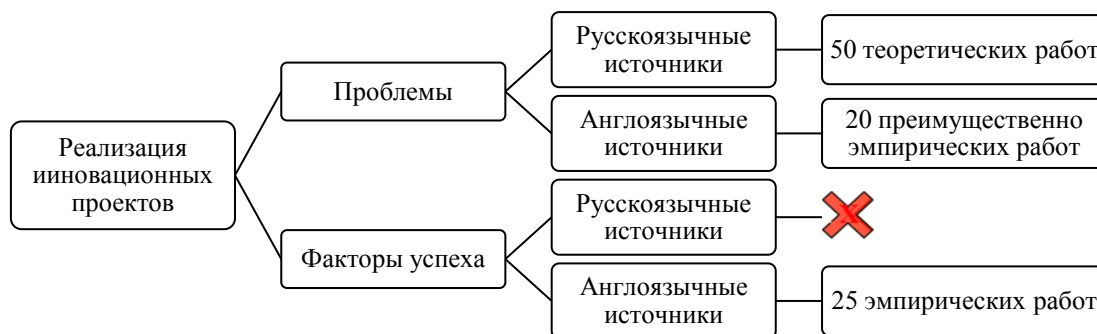 Реализация
ииновационных
проектов
Проблемы
Русскоязычные
источники
50 теоретических работ
Англоязычные
источники
20 преимущественно
эмпирических работ
Факторы успеха
Русскоязычные
источники
Англоязычные
источники
25 эмпирических работ